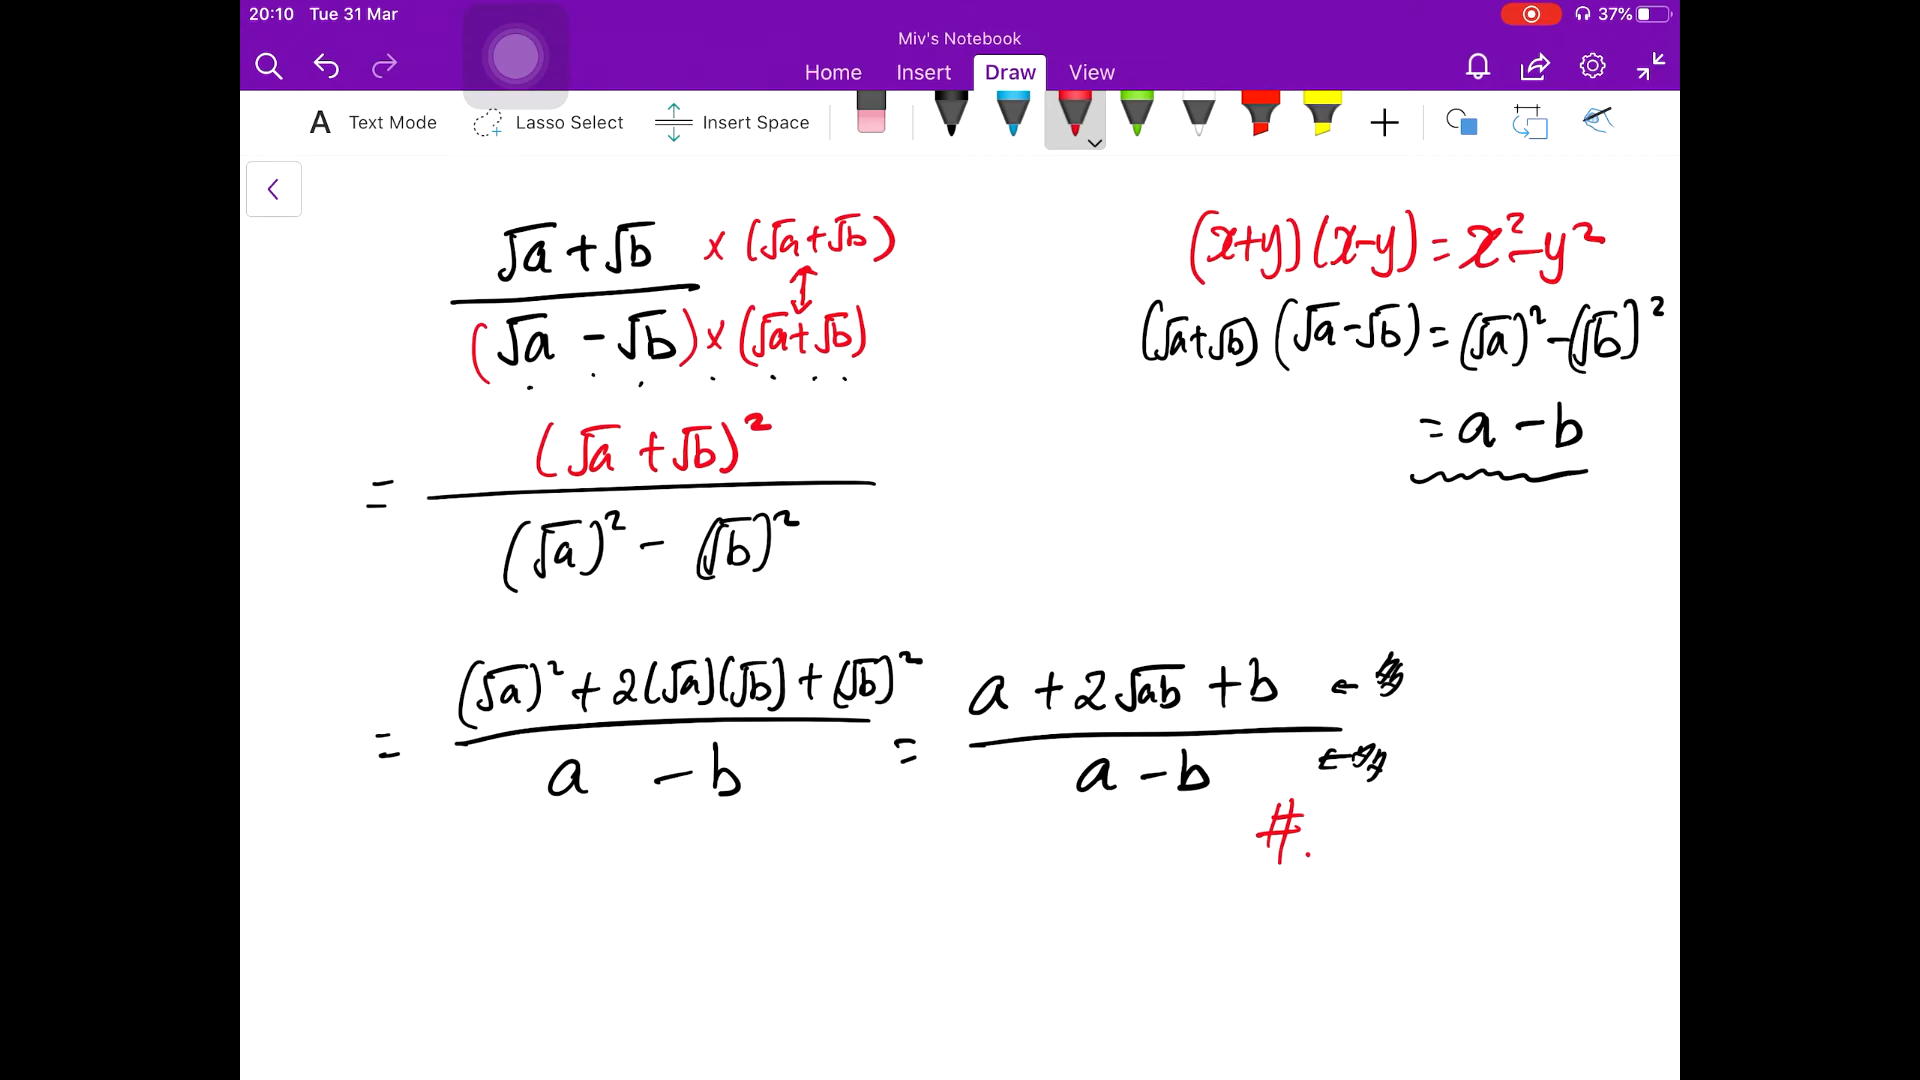 20:10 Tue 31 Mar 37%
Miv's Notebook
Home Insert Draw View
A Text Mode Lasso Select Insert Space
√a + √b × (√a+√b)
(√a − √b) × (√a+√b)
= (√a + √b)²
(√a)² − (√b)²
= (√a)² + 2(√a)(√b) + (√b)²
a − b
= a + 2√ab + b ←
a − b ←
#.
(x+y)(x−y) = x²−y²
(√a+√b)(√a−√b) = (√a)² − (√b)²
= a − b